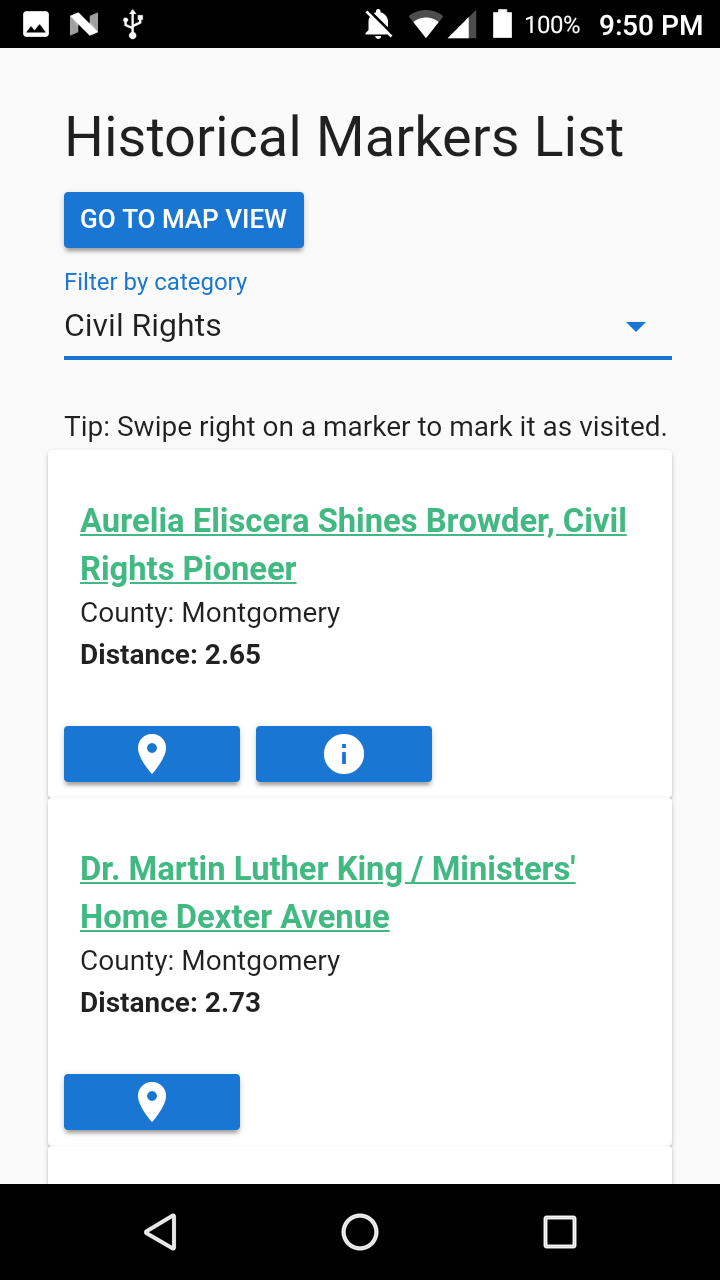 100% 9:50 PM
Historical Markers List
GO TO MAP VIEW
Filter by category
Civil Rights
Tip: Swipe right on a marker to mark it as visited.
Aurelia Eliscera Shines Browder, Civil
Rights Pioneer
County: Montgomery
Distance: 2.65
Dr. Martin Luther King / Ministers'
Home Dexter Avenue
County: Montgomery
Distance: 2.73